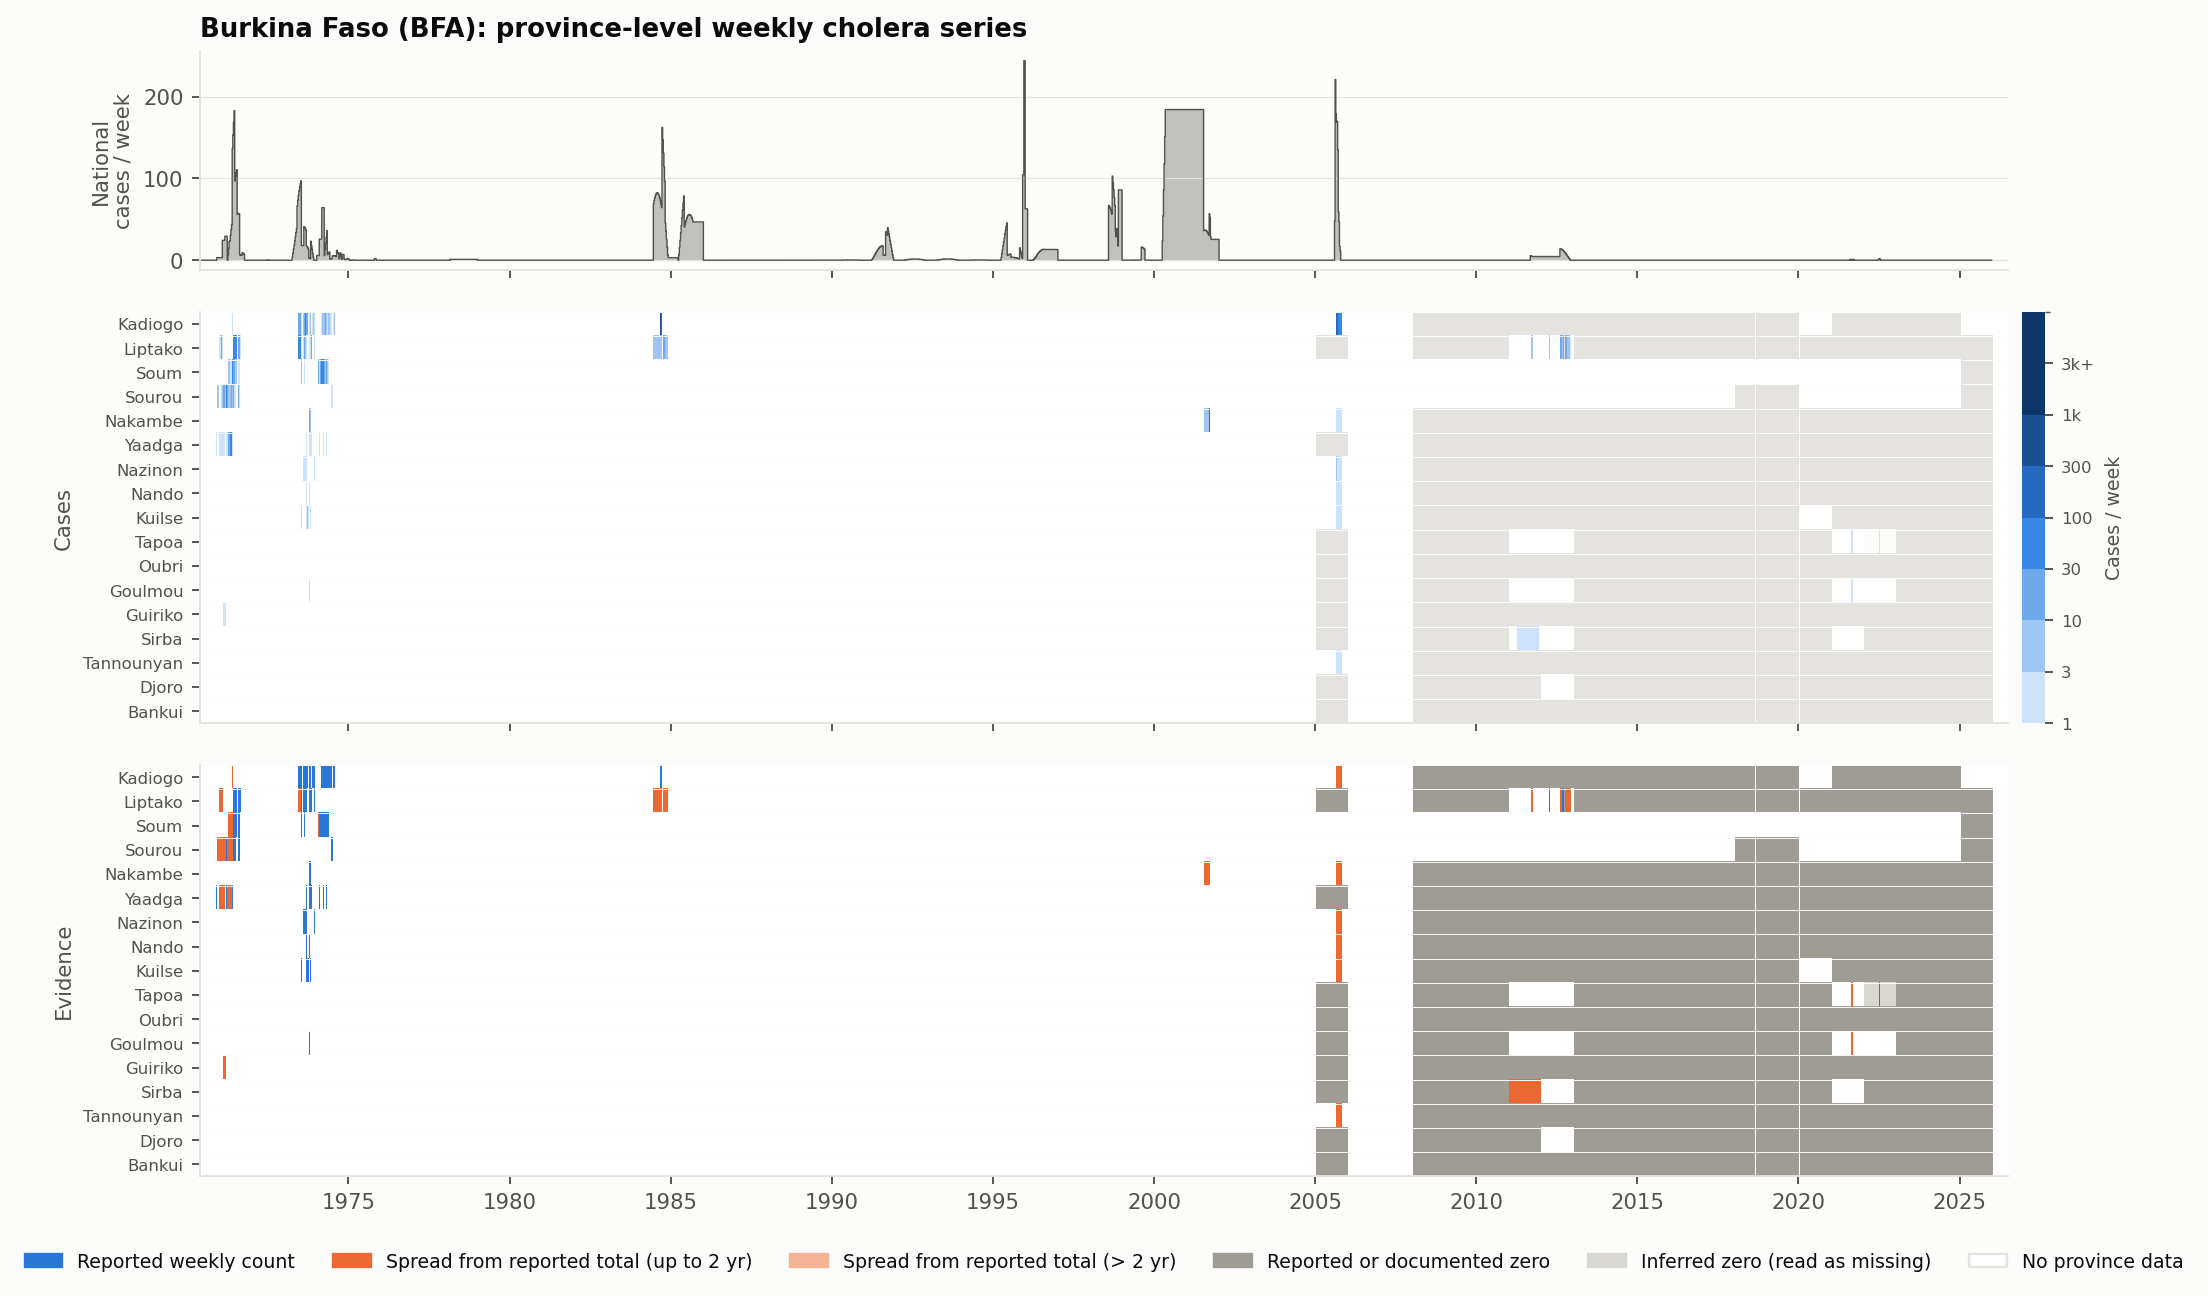 Burkina Faso (BFA): province-level weekly cholera series
National
cases / week
200
100
0
Cases
Kadiogo
Liptako
Soum
Sourou
Nakambe
Yaadga
Nazinon
Nando
Kuilse
Tapoa
Oubri
Goulmou
Guiriko
Sirba
Tannounyan
Djoro
Bankui
3k+
1k
300
100
30
10
3
1
Cases / week
Evidence
Kadiogo
Liptako
Soum
Sourou
Nakambe
Yaadga
Nazinon
Nando
Kuilse
Tapoa
Oubri
Goulmou
Guiriko
Sirba
Tannounyan
Djoro
Bankui
1975 1980 1985 1990 1995 2000 2005 2010 2015 2020 2025
Reported weekly count Spread from reported total (up to 2 yr) Spread from reported total (> 2 yr) Reported or documented zero Inferred zero (read as missing) No province data